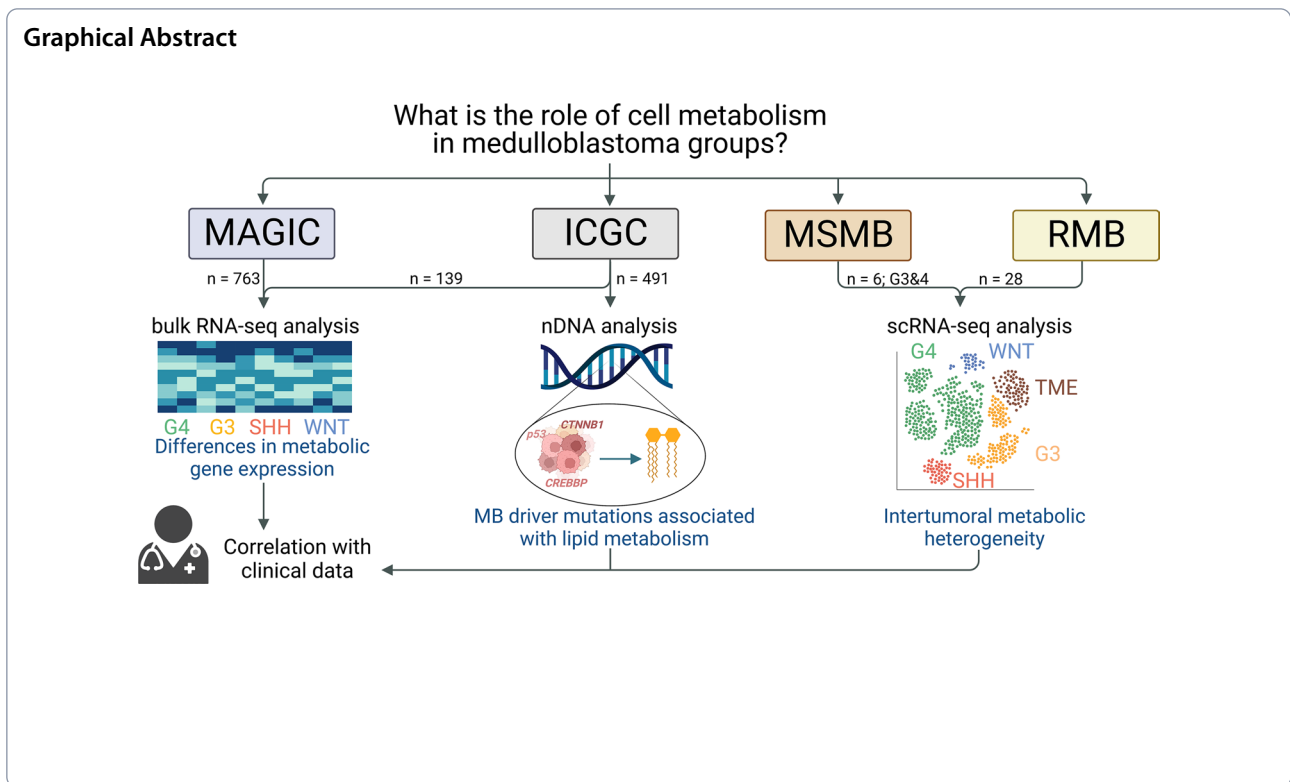 Graphical Abstract
What is the role of cell metabolism
in medulloblastoma groups?
MAGIC
ICGC
MSMB
RMB
n = 763
n = 139
n = 491
n = 6; G3&4
n = 28
bulk RNA-seq analysis
nDNA analysis
scRNA-seq analysis
G4
WNT
TME
G3
SHH
G4 G3 SHH WNT
Differences in metabolic
gene expression
p53
CTNNB1
CREBBP
MB driver mutations associated
with lipid metabolism
Intertumoral metabolic
heterogeneity
Correlation with
clinical data